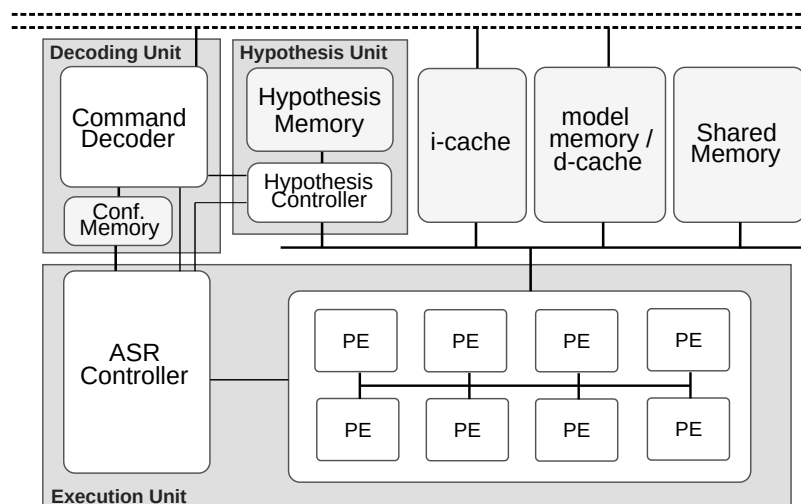 Decoding Unit
Hypothesis Unit
Command
Decoder
Conf.
Memory
Hypothesis
Memory
Hypothesis
Controller
i-cache
model
memory /
d-cache
Shared
Memory
ASR
Controller
PE
PE
PE
PE
PE
PE
PE
PE
Execution Unit